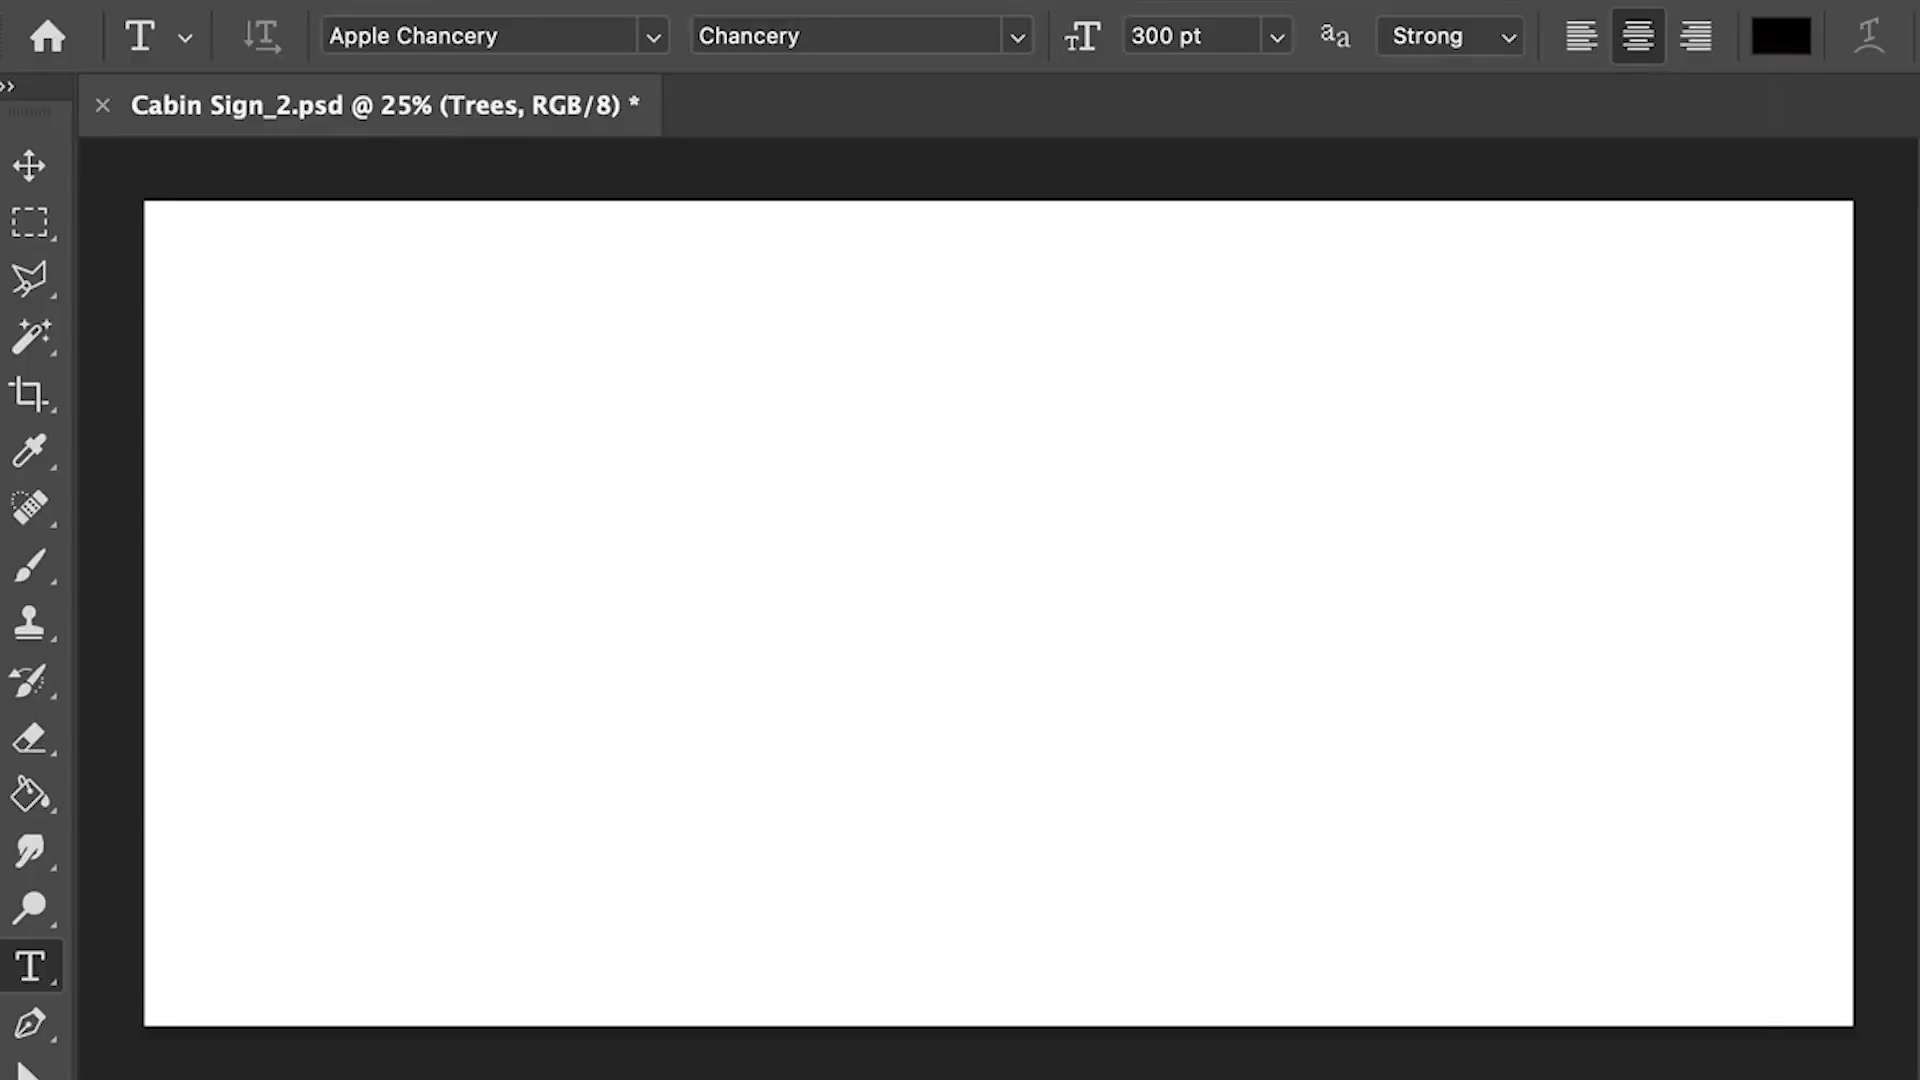 Apple Chancery Chancery 300 pt Strong
Cabin Sign_2.psd @ 25% (Trees, RGB/8) *